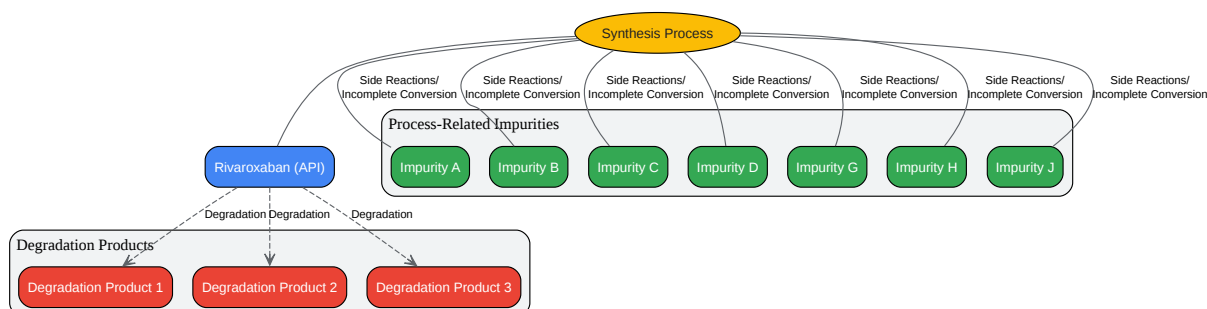 Synthesis Process
Side Reactions/
Incomplete Conversion
Side Reactions/
Incomplete Conversion
Side Reactions/
Incomplete Conversion
Side Reactions/
Incomplete Conversion
Side Reactions/
Incomplete Conversion
Side Reactions/
Incomplete Conversion
Side Reactions/
Incomplete Conversion
Process-Related Impurities
Rivaroxaban (API)
Impurity A
Impurity B
Impurity C
Impurity D
Impurity G
Impurity H
Impurity J
Degradation
Degradation
Degradation
Degradation Products
Degradation Product 1
Degradation Product 2
Degradation Product 3